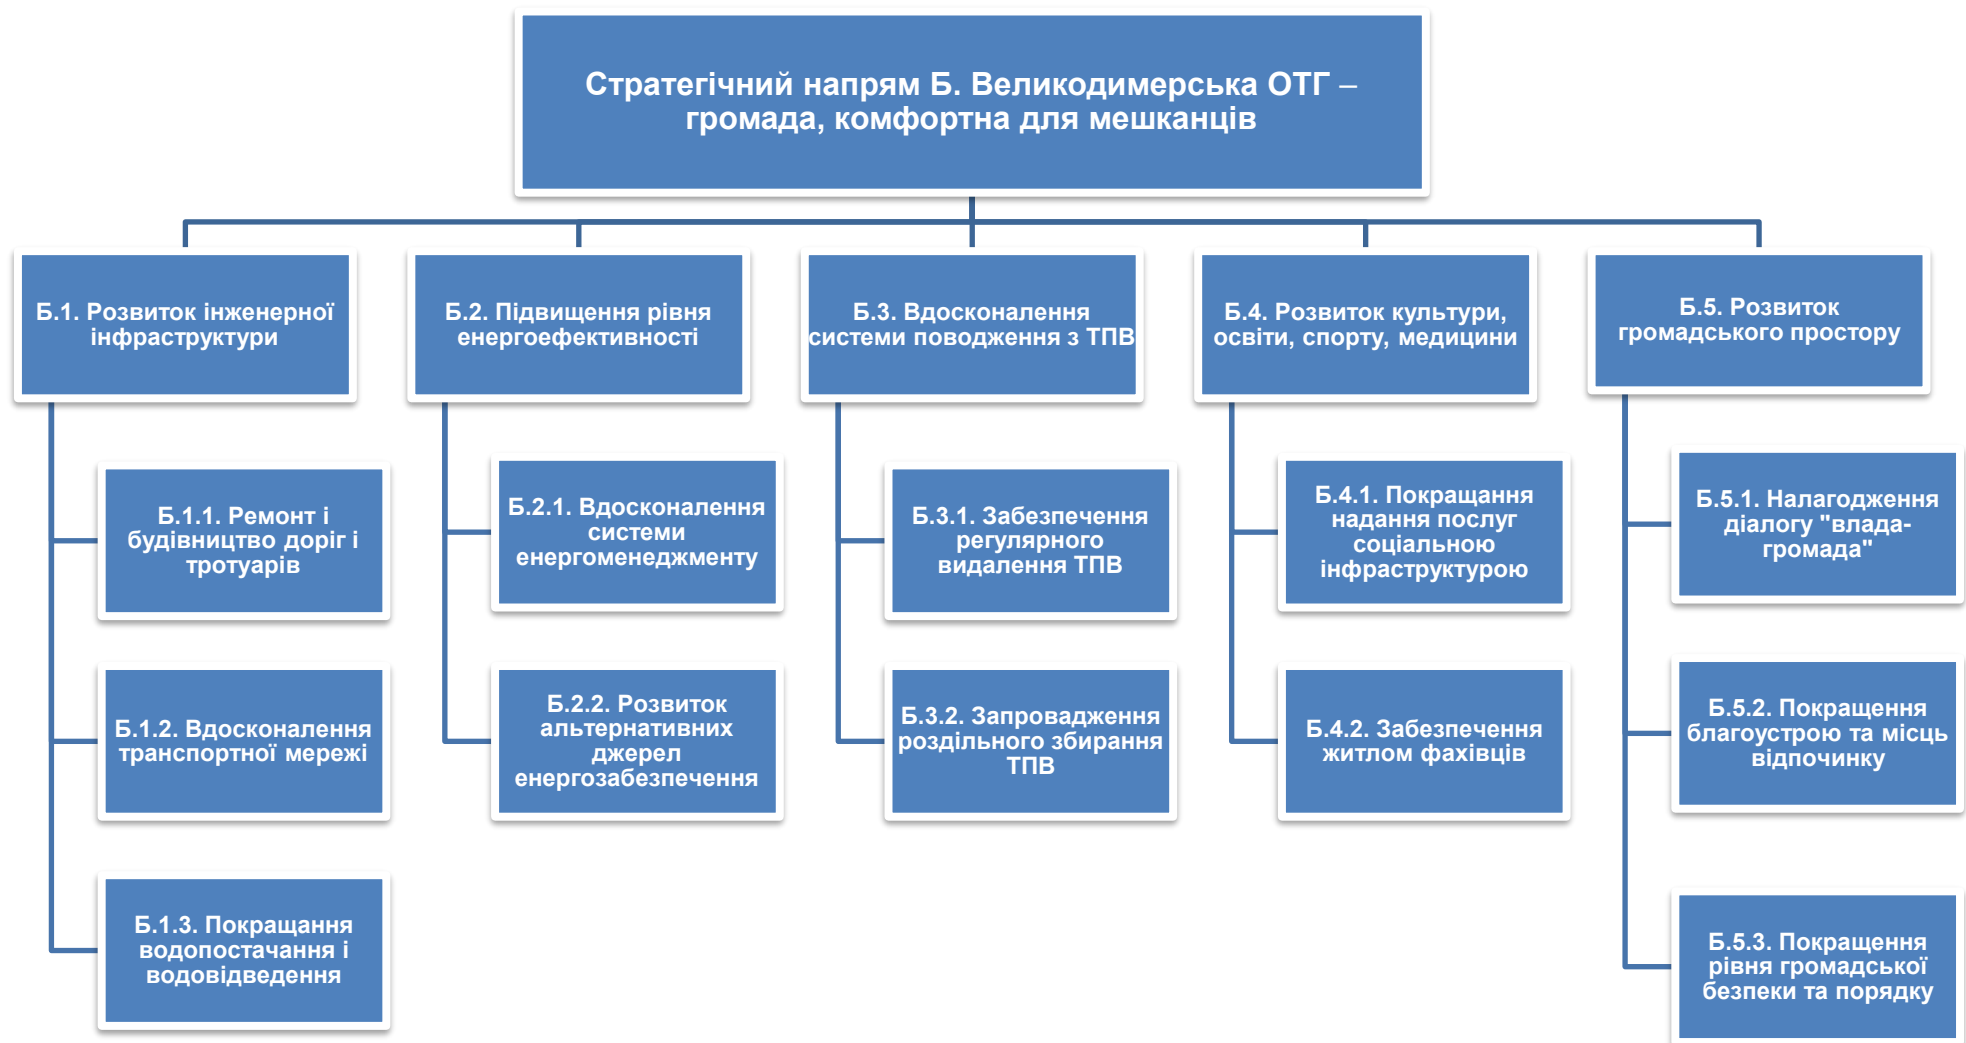 Стратегічний напрям Б. Великодимерська ОТГ –
громада, комфортна для мешканців
Б.1. Розвиток інженерної
інфраструктури
Б.1.1. Ремонт і
будівництво доріг і
тротуарів
Б.1.2. Вдосконалення
транспортної мережі
Б.1.3. Покращання
водопостачання і
водовідведення
Б.2. Підвищення рівня
енергоефективності
Б.2.1. Вдосконалення
системи
енергоменеджменту
Б.2.2. Розвиток
альтернативних
джерел
енергозабезпечення
Б.3. Вдосконалення
системи поводження з ТПВ
Б.3.1. Забезпечення
регулярного
видалення ТПВ
Б.3.2. Запровадження
роздільного збирання
ТПВ
Б.4. Розвиток культури,
освіти, спорту, медицини
Б.4.1. Покращання
надання послуг
соціальною
інфраструктурою
Б.4.2. Забезпечення
житлом фахівців
Б.5. Розвиток
громадського простору
Б.5.1. Налагодження
діалогу "влада-
громада"
Б.5.2. Покращення
благоустрою та місць
відпочинку
Б.5.3. Покращення
рівня громадської
безпеки та порядку